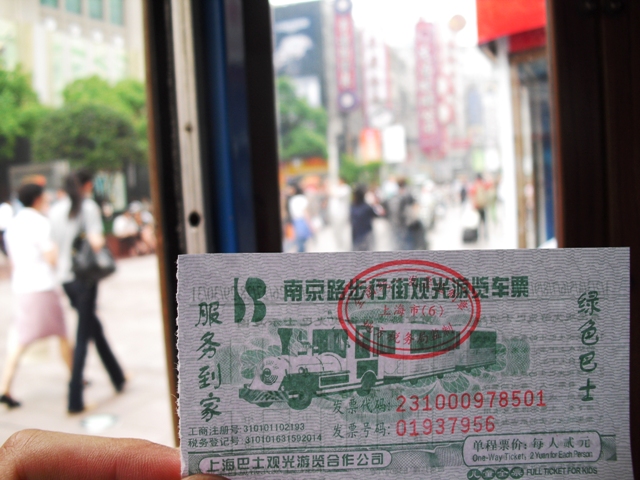 南京路步行街观光游览车票
上海市(6)
服务到家
绿色巴士
发票代码: 231000978501
发票号码: 01937956
工商注册号 310101102193
税务登记号 310101631592014
上海巴士观光游览合作公司
单程票价: 每人贰元
One-Way Ticket, 2 Yuan for Each Person
FULL TICKET FOR KIDS